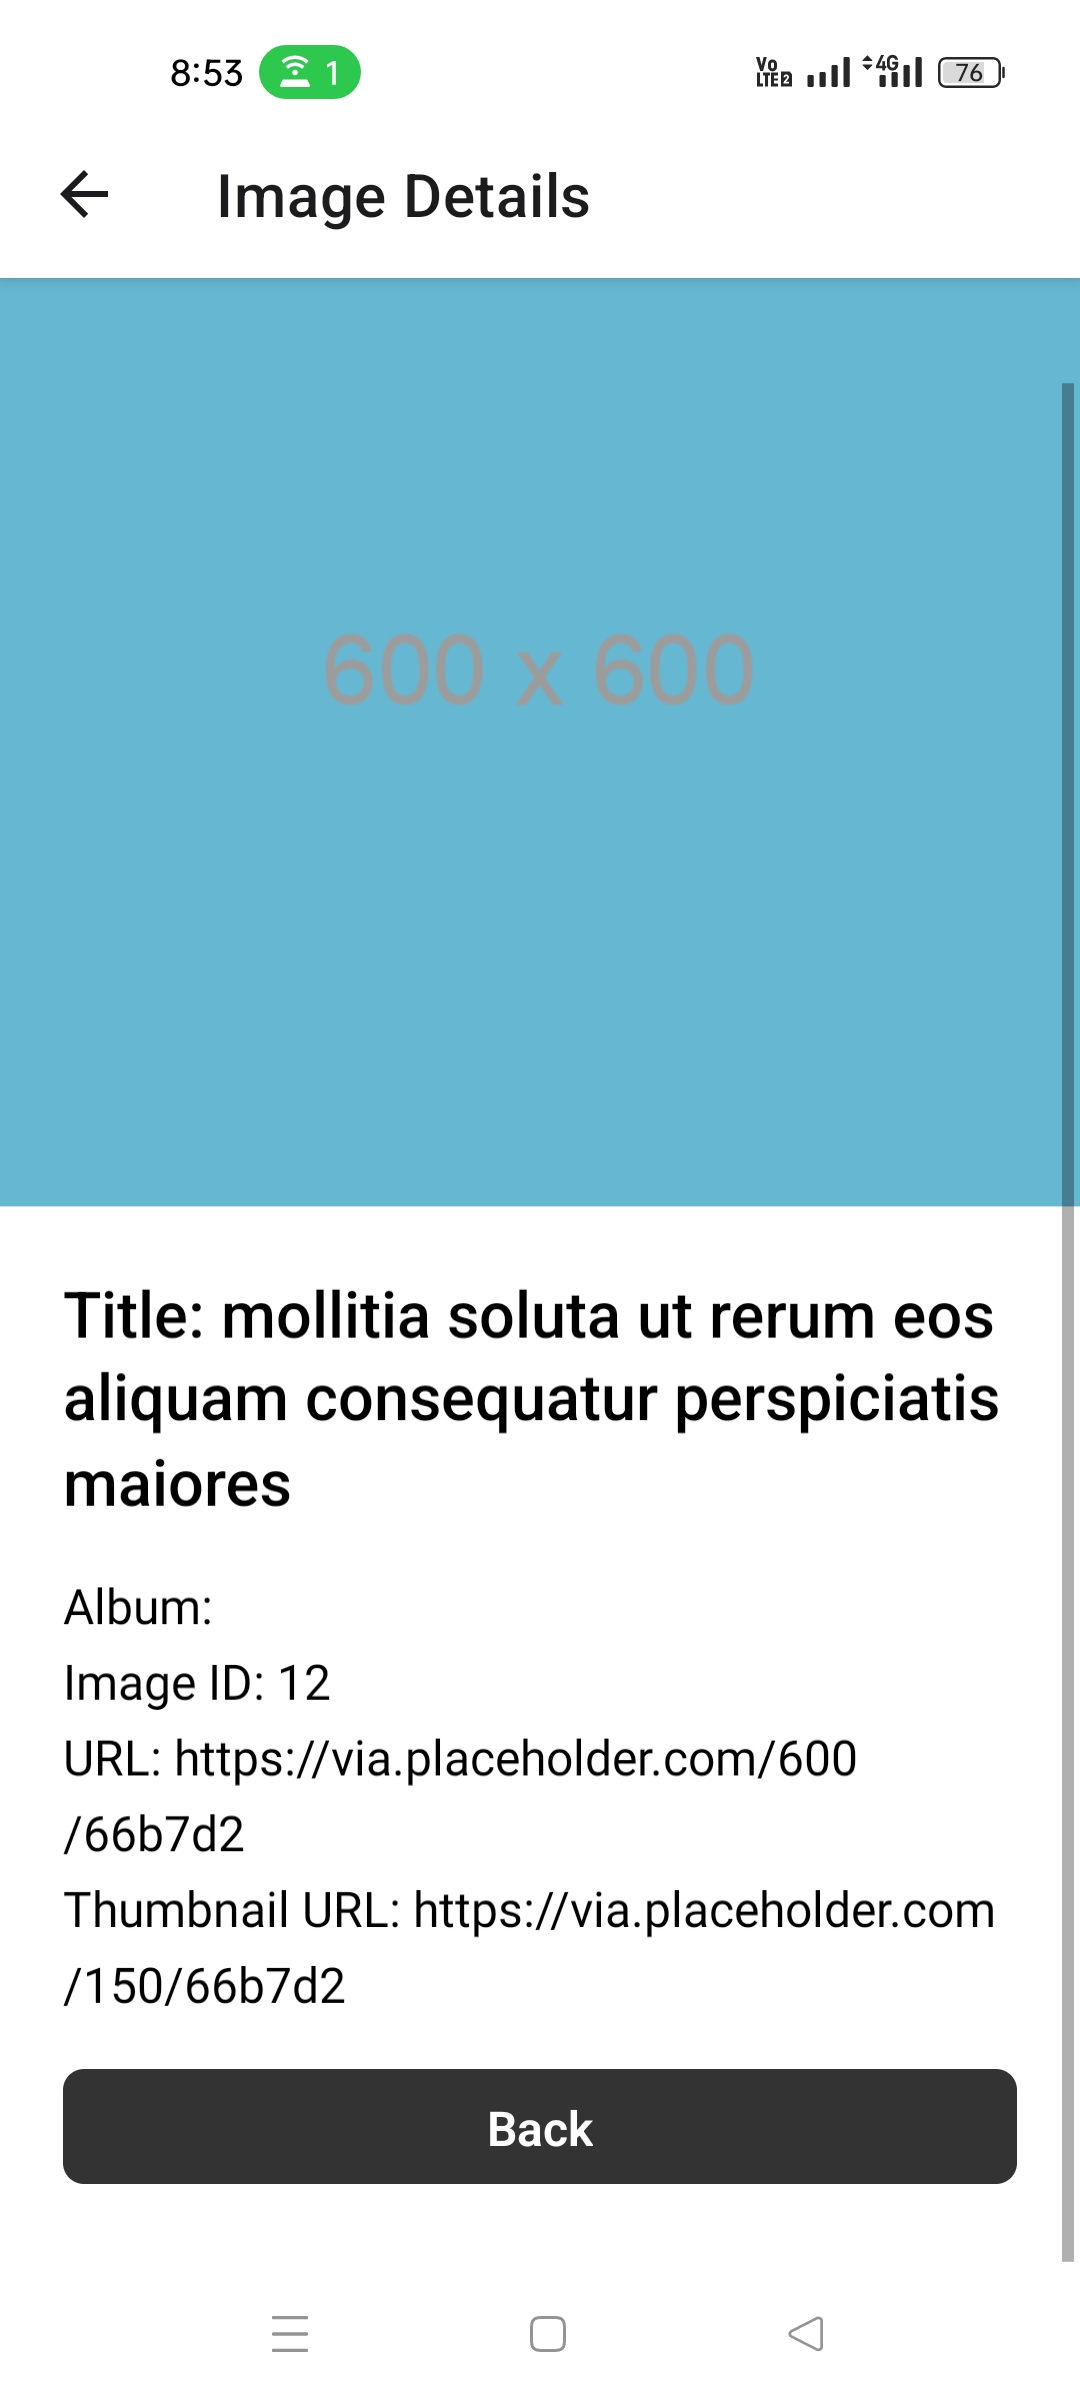 8:53 1 Vo LTE 2 4G 76
Image Details
600 x 600
Title: mollitia soluta ut rerum eos
aliquam consequatur perspiciatis
maiores
Album:
Image ID: 12
URL: https://via.placeholder.com/600
/66b7d2
Thumbnail URL: https://via.placeholder.com
/150/66b7d2
Back